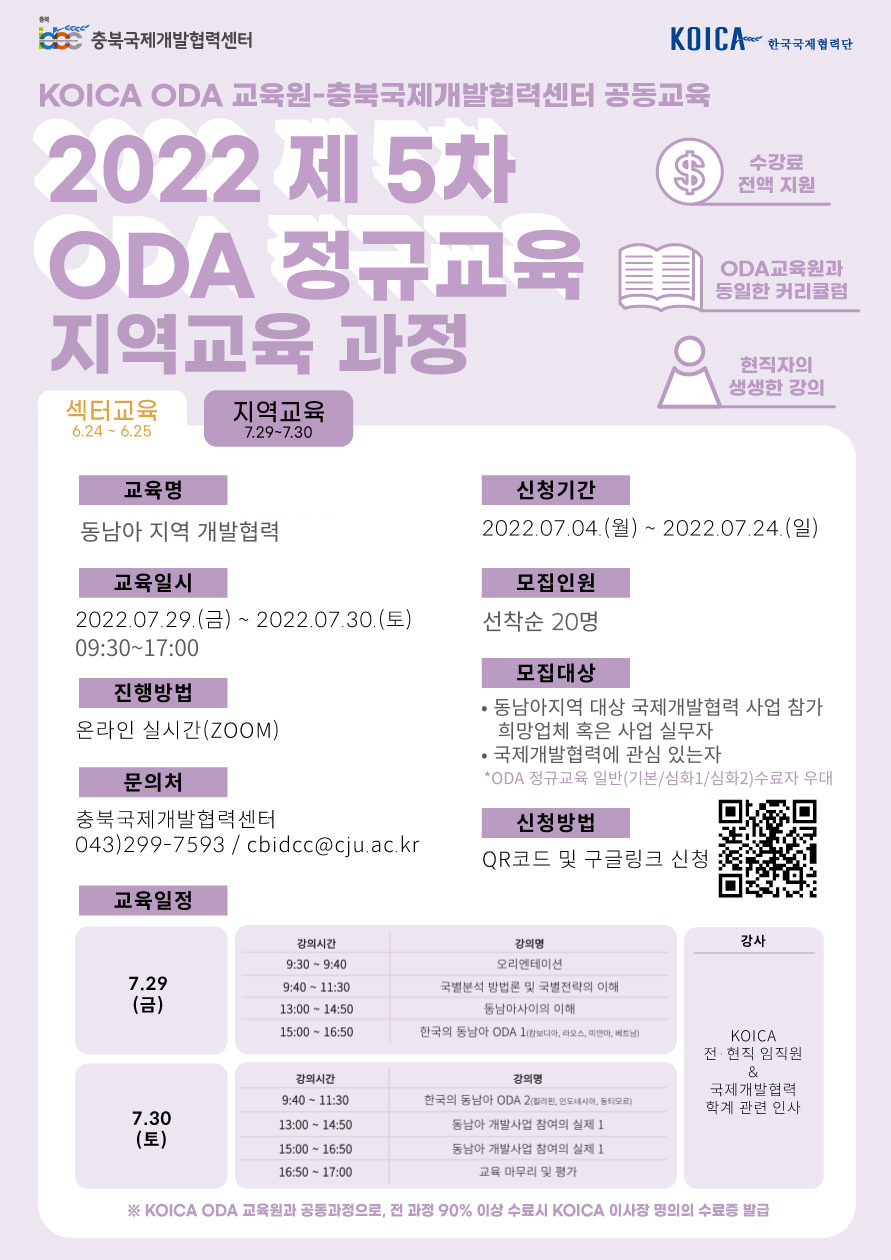 충북
idcc 충북국제개발협력센터
KOICA 한국국제협력단
KOICA ODA 교육원-충북국제개발협력센터 공동교육
2022 제 5차
ODA 정규교육
지역교육 과정
수강료
전액 지원
ODA교육원과
동일한 커리큘럼
현직자의
생생한 강의
섹터교육
6.24 ~ 6.25
지역교육
7.29~7.30
교육명
동남아 지역 개발협력
교육일시
2022.07.29.(금) ~ 2022.07.30.(토)
09:30~17:00
진행방법
온라인 실시간(ZOOM)
문의처
충북국제개발협력센터
043)299-7593 / cbidcc@cju.ac.kr
신청기간
2022.07.04.(월) ~ 2022.07.24.(일)
모집인원
선착순 20명
모집대상
• 동남아지역 대상 국제개발협력 사업 참가
희망업체 혹은 사업 실무자
• 국제개발협력에 관심 있는자
*ODA 정규교육 일반(기본/심화1/심화2)수료자 우대
신청방법
QR코드 및 구글링크 신청
교육일정
7.29
(금)
강의시간 강의명
9:30 ~ 9:40 오리엔테이션
9:40 ~ 11:30 국별분석 방법론 및 국별전략의 이해
13:00 ~ 14:50 동남아사이의 이해
15:00 ~ 16:50 한국의 동남아 ODA 1(캄보디아, 라오스, 미얀마, 베트남)
7.30
(토)
강의시간 강의명
9:40 ~ 11:30 한국의 동남아 ODA 2(필리핀, 인도네시아, 동티모르)
13:00 ~ 14:50 동남아 개발사업 참여의 실제 1
15:00 ~ 16:50 동남아 개발사업 참여의 실제 1
16:50 ~ 17:00 교육 마무리 및 평가
강사
KOICA
전·현직 임직원
&
국제개발협력
학계 관련 인사
※ KOICA ODA 교육원과 공동과정으로, 전 과정 90% 이상 수료시 KOICA 이사장 명의의 수료증 발급